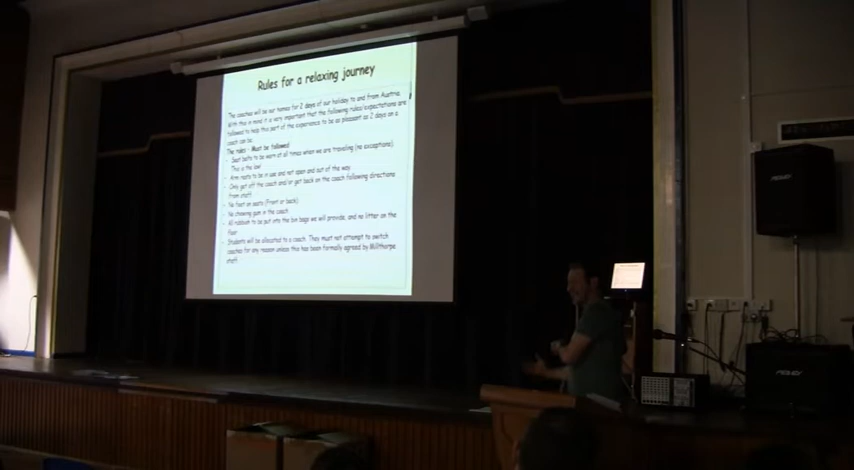 Rules for a relaxing journey
The coaches will be our homes for 2 days of our holiday to and from Austria.
With this in mind it is very important that the following rules/expectations are
followed to help this part of the experience to be as pleasant as 2 days on a
coach can be.
The rules - Must be followed!
Seat belts to be worn at all times when we are traveling (no exceptions).
This is the law
Arm rests to be in use and not open and out of the way.
Only get off the coach and/or get back on the coach following directions
from staff.
No feet on seats (front or back).
No chewing gum in the coach.
All rubbish to be put into the bin bags we will provide, and no litter on the
floor
Students will be allocated to a coach. They must not attempt to switch
coaches for any reason unless this has been formally agreed by Millthorpe
staff.
PEAVEY